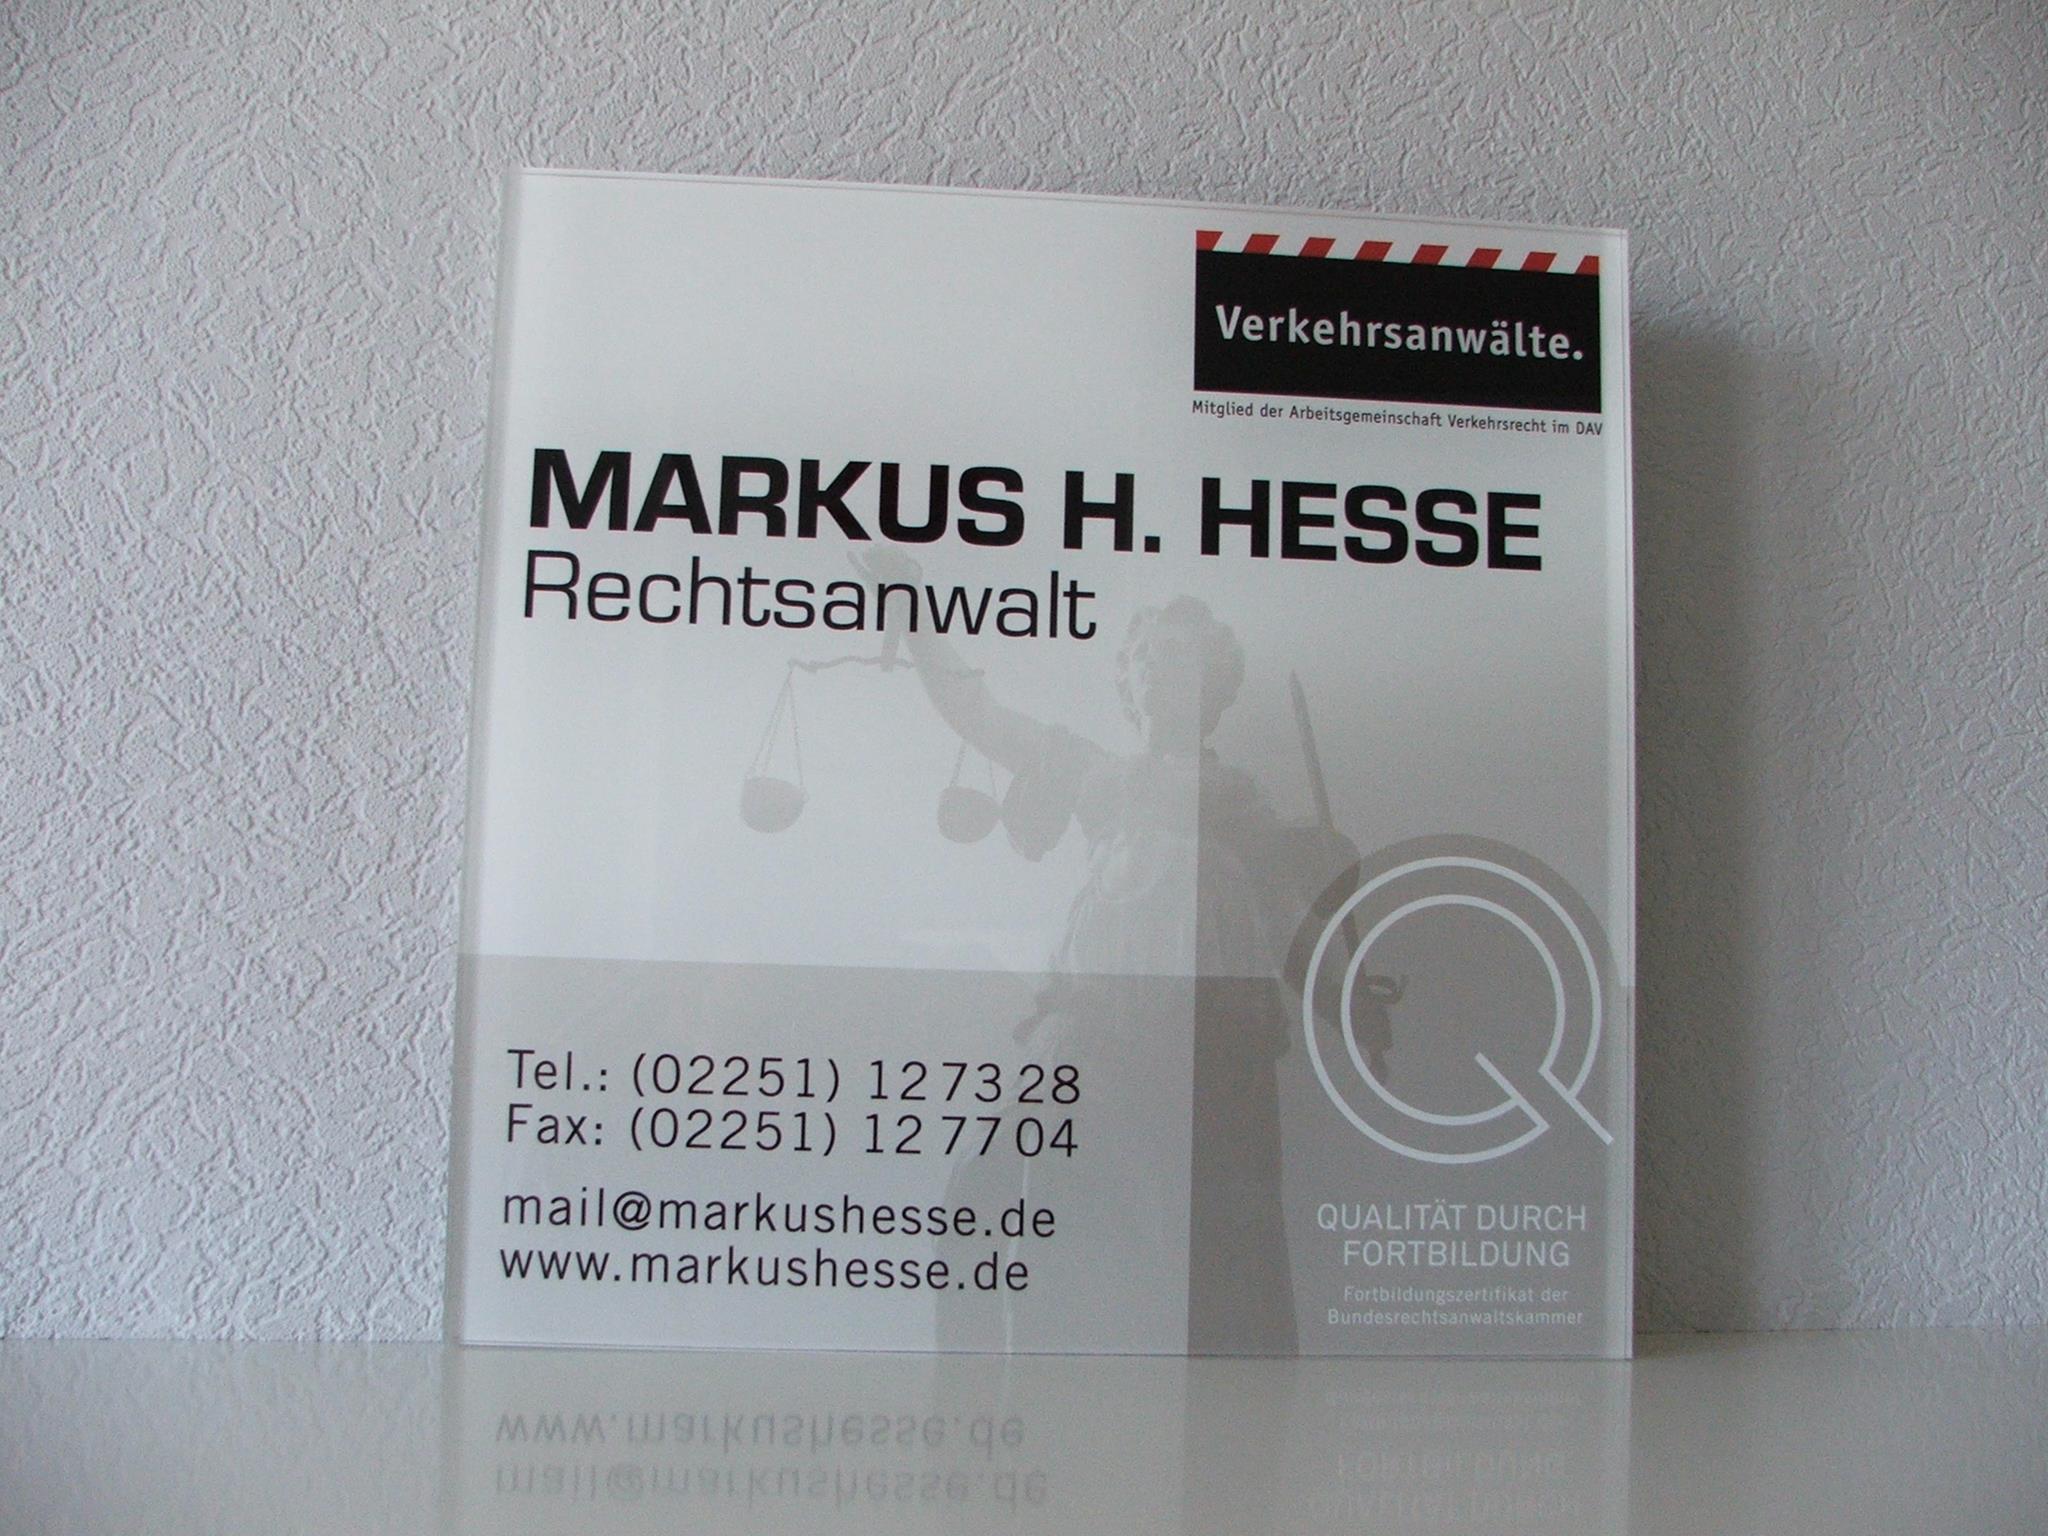 Verkehrsanwälte.
Mitglied der Arbeitsgemeinschaft Verkehrsrecht im DAV
MARKUS H. HESSE
Rechtsanwalt
Tel.: (02251) 12 73 28
Fax: (02251) 12 77 04
mail@markushesse.de
www.markushesse.de
Q
QUALITÄT DURCH
FORTBILDUNG
Fortbildungszertifikat der
Bundesrechtsanwaltskammer